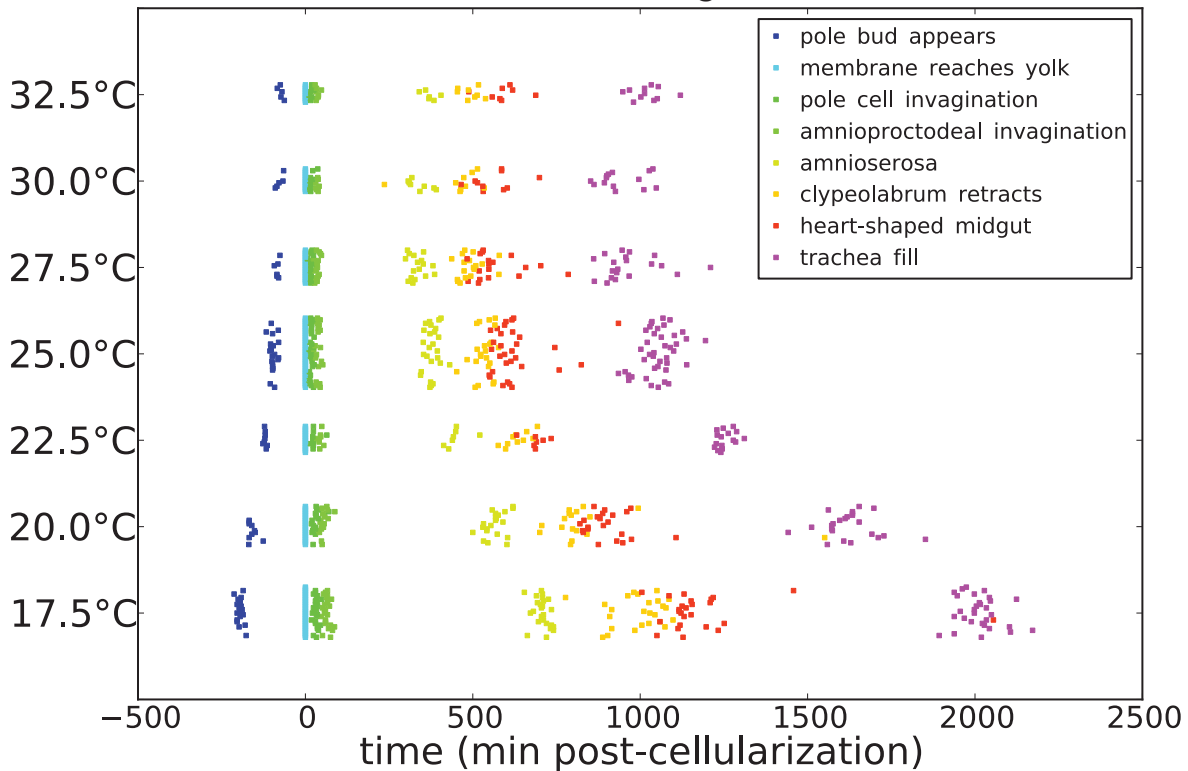 pole bud appears
membrane reaches yolk
pole cell invagination
amnioproctodeal invagination
amnioserosa
clypeolabrum retracts
heart-shaped midgut
trachea fill
32.5°C
30.0°C
27.5°C
25.0°C
22.5°C
20.0°C
17.5°C
−500 0 500 1000 1500 2000 2500
time (min post-cellularization)